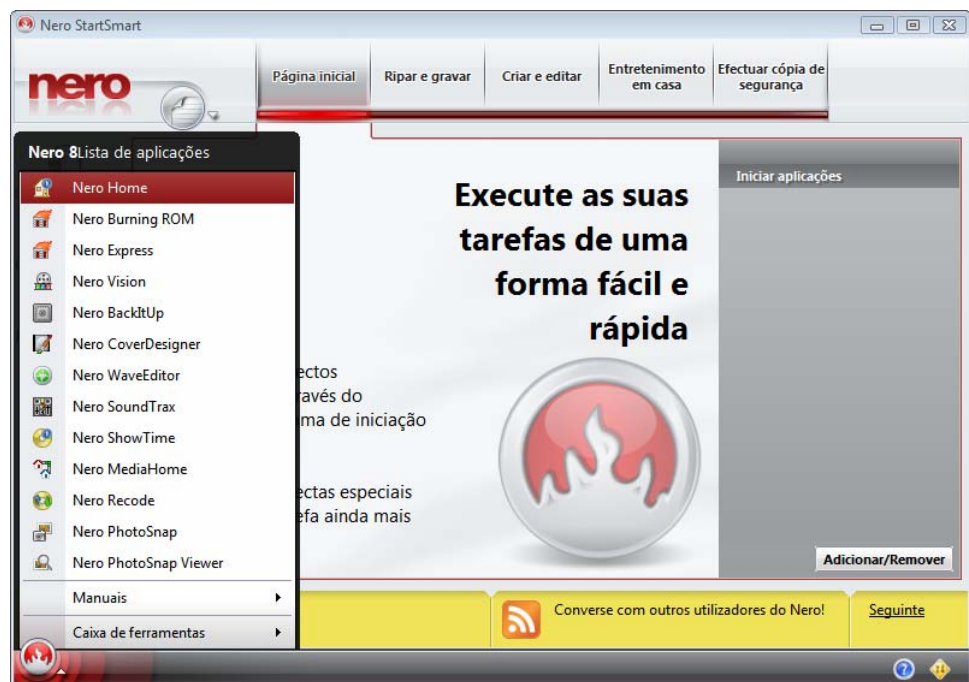 Nero StartSmart
nero
Página inicial
Ripar e gravar
Criar e editar
Entretenimento
em casa
Efectuar cópia de
segurança
Nero 8Lista de aplicações
Nero Home
Nero Burning ROM
Nero Express
Nero Vision
Nero BackItUp
Nero CoverDesigner
Nero WaveEditor
Nero SoundTrax
Nero ShowTime
Nero MediaHome
Nero Recode
Nero PhotoSnap
Nero PhotoSnap Viewer
Manuais
Caixa de ferramentas
Execute as suas
tarefas de uma
forma fácil e
rápida
ectos
ravés do
ma de iniciação
ectas especiais
efa ainda mais
Iniciar aplicações
Adicionar/Remover
Converse com outros utilizadores do Nero!
Seguinte